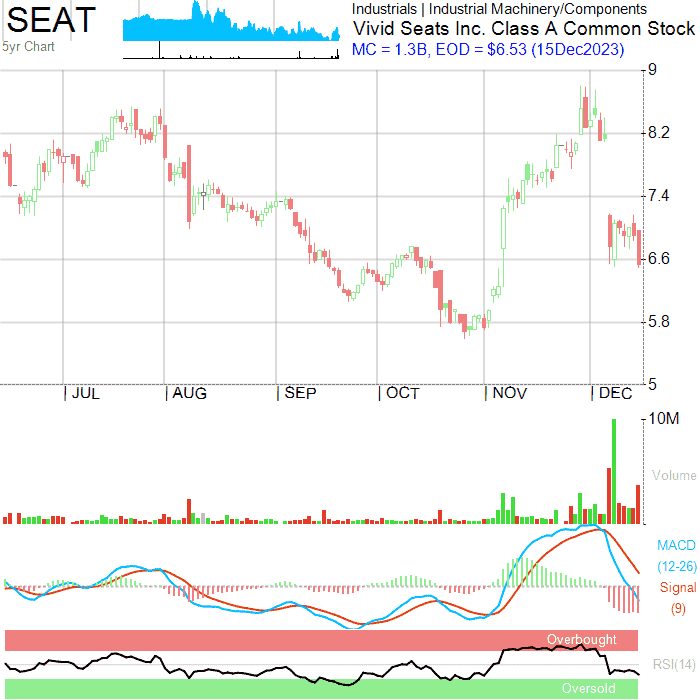 SEAT
5yr Chart
Industrials | Industrial Machinery/Components
Vivid Seats Inc. Class A Common Stock
MC = 1.3B, EOD = $6.53 (15Dec2023)
9
8.2
7.4
6.6
5.8
5
| JUL | AUG | SEP | OCT | NOV | DEC
10M
Volume
MACD
(12-26)
Signal
(9)
Overbought
RSI(14)
Oversold